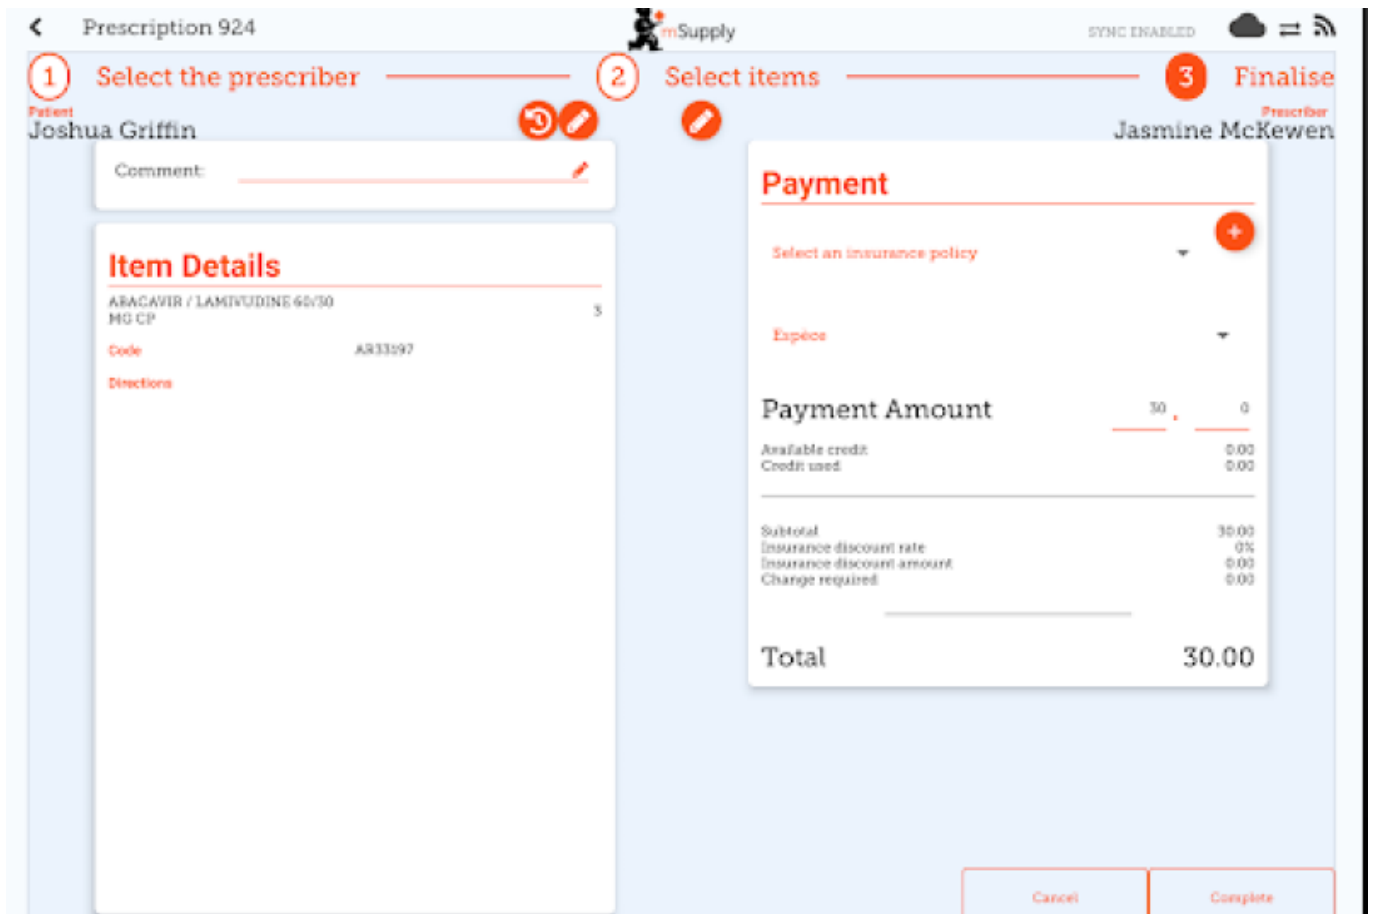 Prescription 924
mSupply
SYNC ENABLED
1 Select the prescriber
2 Select items
3 Finalise
Patient
Joshua Griffin
Prescriber
Jasmine McKewen
Comment:
Item Details
ABACAVIR / LAMIVUDINE 60/30
MG CP
3
Code AR33197
Directions
Payment
+
Select an insurance policy
Espèce
Payment Amount 30 . 0
Available credit 0.00
Credit used 0.00
Subtotal 30.00
Insurance discount rate 0%
Insurance discount amount 0.00
Change required 0.00
Total 30.00
Cancel
Complete